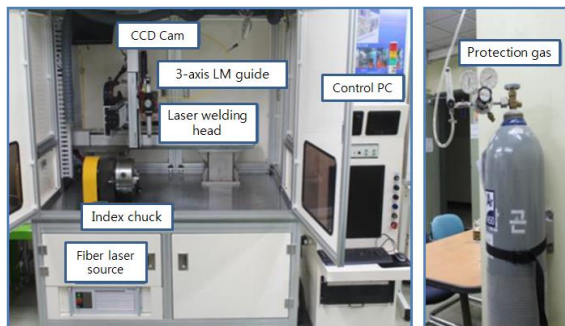 CCD Cam
3-axis LM guide
Laser welding
head
Control PC
Index chuck
Fiber laser
source
Protection gas